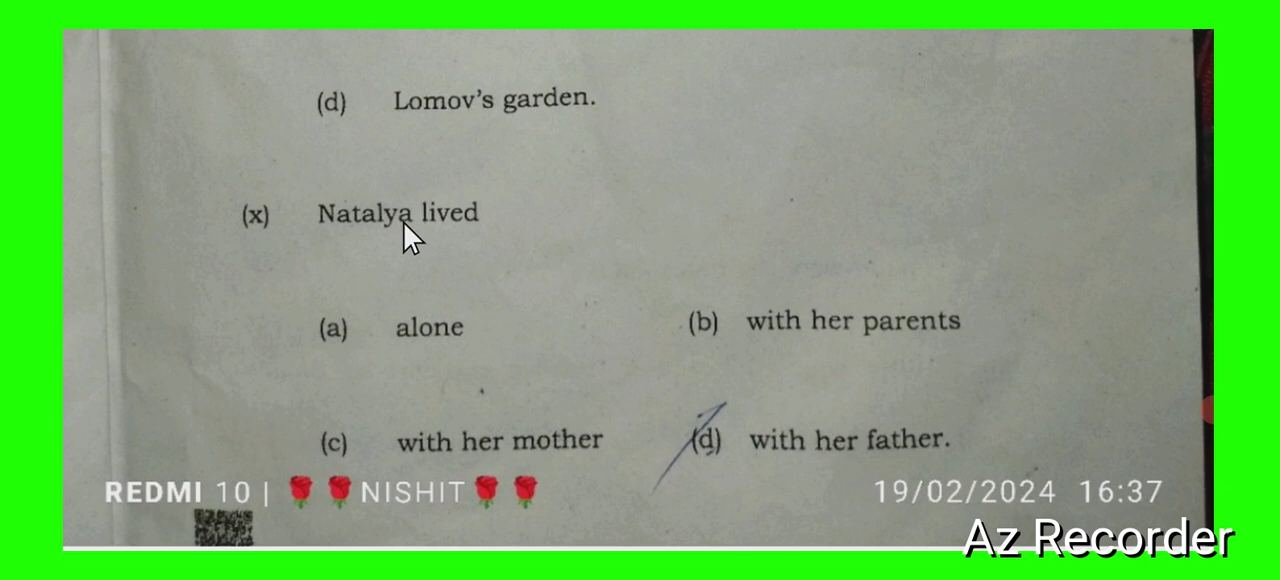 (d) Lomov's garden.
(x) Natalya lived
(a) alone (b) with her parents
(c) with her mother (d) with her father.
REDMI 10 | 🌹🌹NISHIT🌹🌹 19/02/2024 16:37
Az Recorder